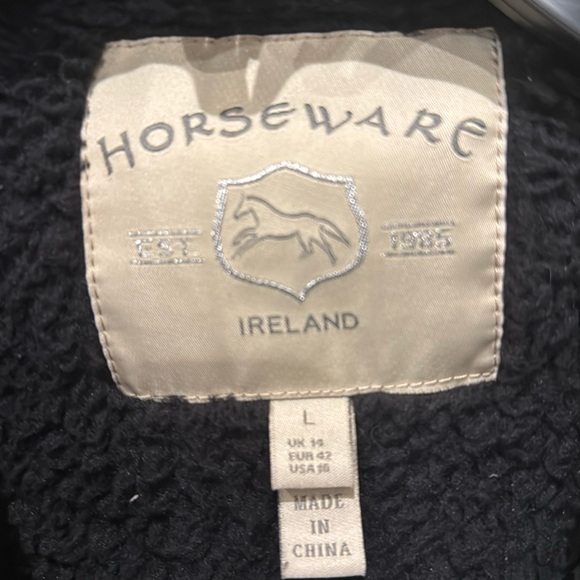 HORSEWARE
EST. 1985
IRELAND
L
UK 14
EUR 42
USA 16
MADE
IN
CHINA